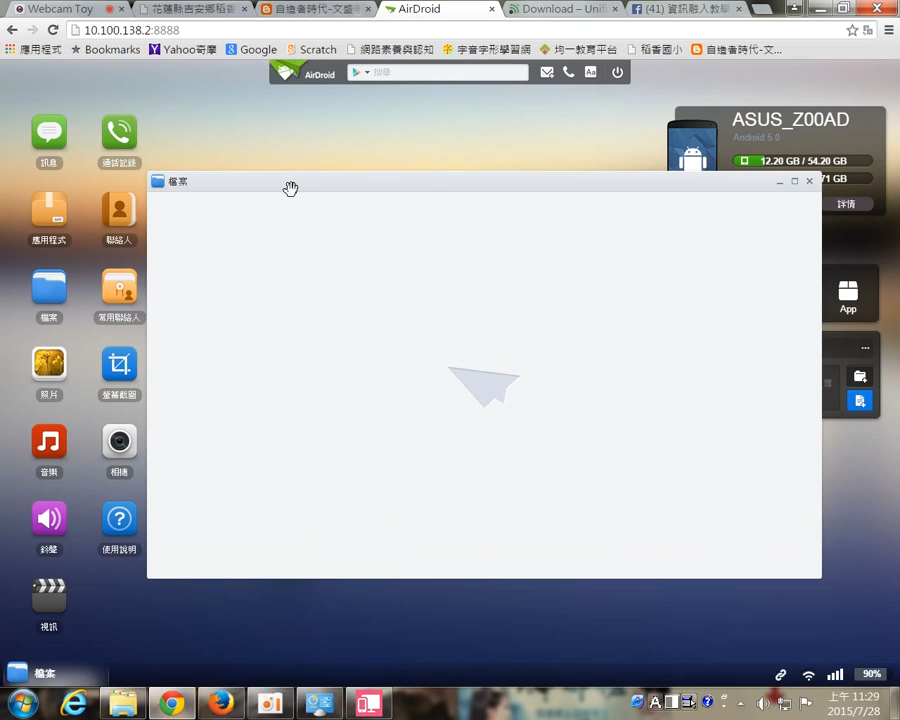 Webcam Toy
花蓮縣吉安鄉稻香
自造者時代-文盛
AirDroid
Download – Unifi
(41) 資訊融入教學
10.100.138.2:8888
應用程式
Bookmarks
Yahoo奇摩
Google
Scratch
網路素養與認知
字音字形學習網
均一教育平台
稻香國小
自造者時代-文...
AirDroid
搜尋
Aa
ASUS_Z00AD
Android 5.0
12.20 GB / 54.20 GB
71 GB
詳情
訊息
通話記錄
檔案
應用程式
聯絡人
檔案
常用聯絡人
App
照片
螢幕截圖
音樂
相機
鈴聲
使用說明
視訊
檔案
90%
上午 11:29
2015/7/28